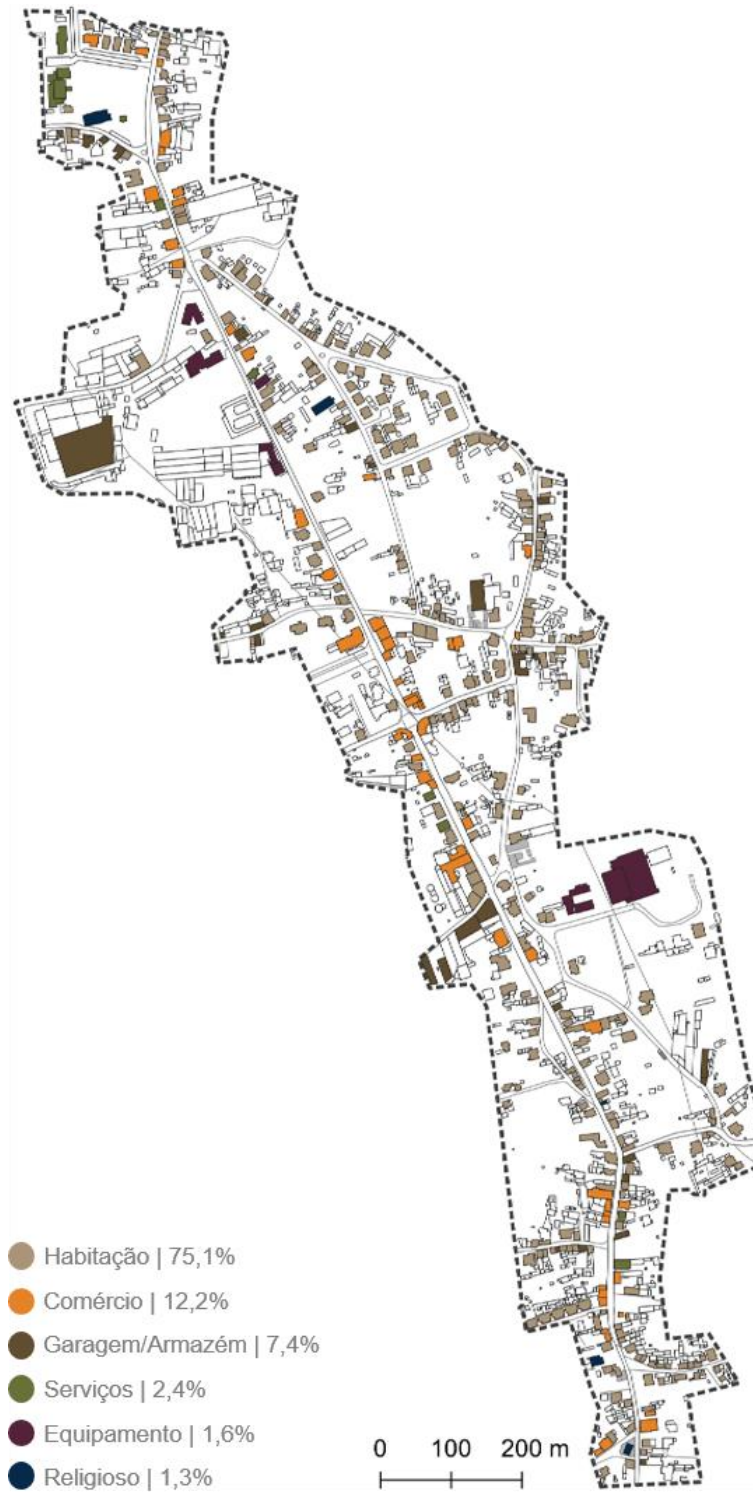 Habitação | 75,1%
Comércio | 12,2%
Garagem/Armazém | 7,4%
Serviços | 2,4%
Equipamento | 1,6%
Religioso | 1,3%
0 100 200 m